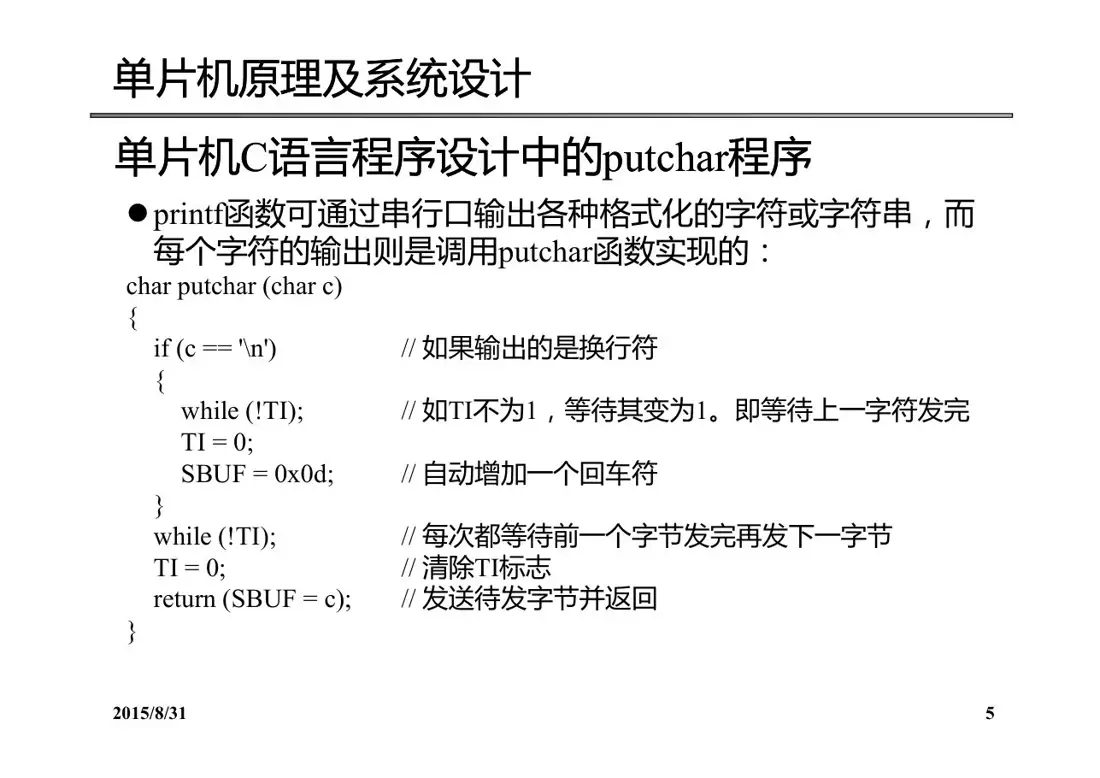 单片机原理及系统设计
单片机C语言程序设计中的putchar程序
●printf函数可通过串行口输出各种格式化的字符或字符串，而
每个字符的输出则是调用putchar函数实现的：
char putchar (char c)
{
if (c == '\n') // 如果输出的是换行符
{
while (!TI); // 如TI不为1，等待其变为1。即等待上一字符发完
TI = 0;
SBUF = 0x0d; // 自动增加一个回车符
}
while (!TI); // 每次都等待前一个字节发完再发下一字节
TI = 0; // 清除TI标志
return (SBUF = c); // 发送待发字节并返回
}
2015/8/31 5